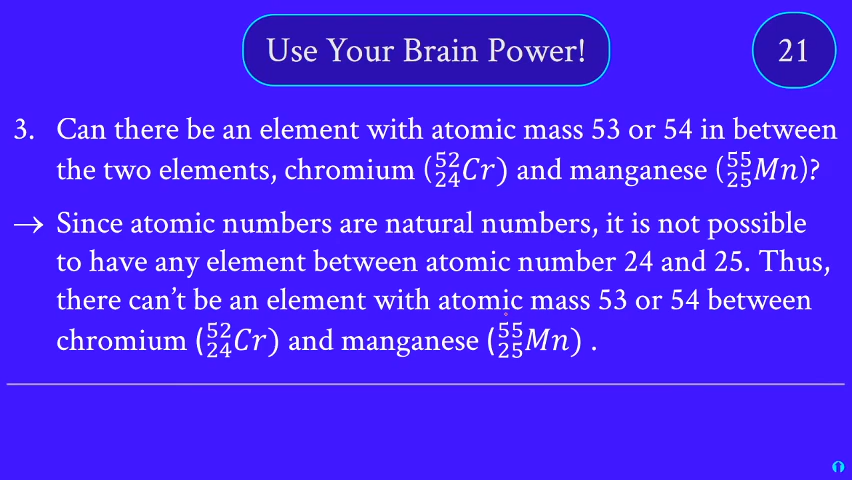 Use Your Brain Power!
21
3. Can there be an element with atomic mass 53 or 54 in between
the two elements, chromium (⁵²₂₄Cr) and manganese (⁵⁵₂₅Mn)?
→ Since atomic numbers are natural numbers, it is not possible
to have any element between atomic number 24 and 25. Thus,
there can’t be an element with atomic mass 53 or 54 between
chromium (⁵²₂₄Cr) and manganese (⁵⁵₂₅Mn) .